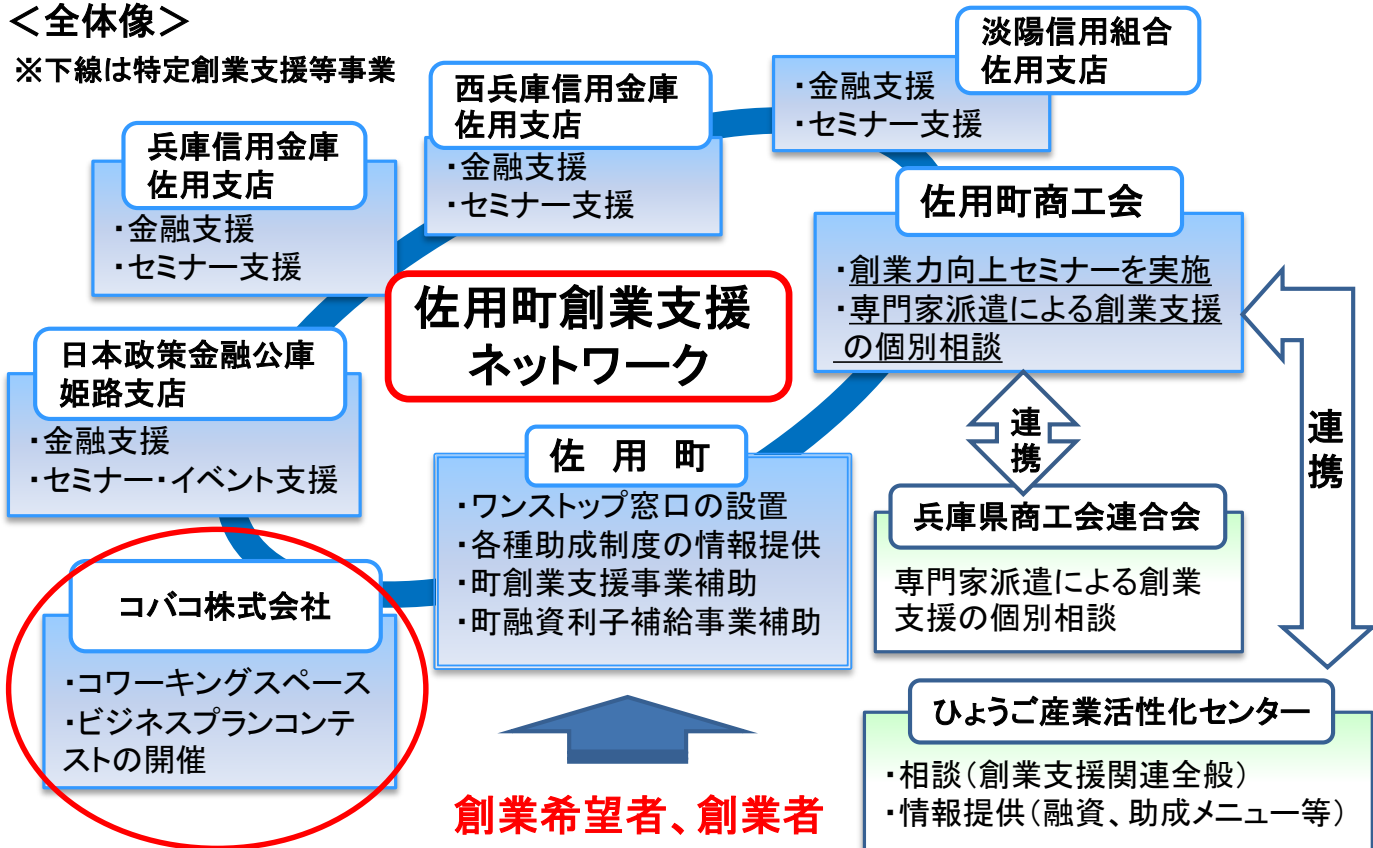 ＜全体像＞
※下線は特定創業支援等事業
淡陽信用組合
佐用支店
・金融支援
・セミナー支援
西兵庫信用金庫
佐用支店
・金融支援
・セミナー支援
兵庫信用金庫
佐用支店
・金融支援
・セミナー支援
佐用町商工会
・創業力向上セミナーを実施
・専門家派遣による創業支援
の個別相談
佐用町創業支援
ネットワーク
日本政策金融公庫
姫路支店
・金融支援
・セミナー・イベント支援
佐 用 町
・ワンストップ窓口の設置
・各種助成制度の情報提供
・町創業支援事業補助
・町融資利子補給事業補助
連
携
連
携
兵庫県商工会連合会
専門家派遣による創業
支援の個別相談
コバコ株式会社
・コワーキングスペース
・ビジネスプランコンテ
ストの開催
ひょうご産業活性化センター
・相談（創業支援関連全般）
・情報提供（融資、助成メニュー等）
創業希望者、創業者